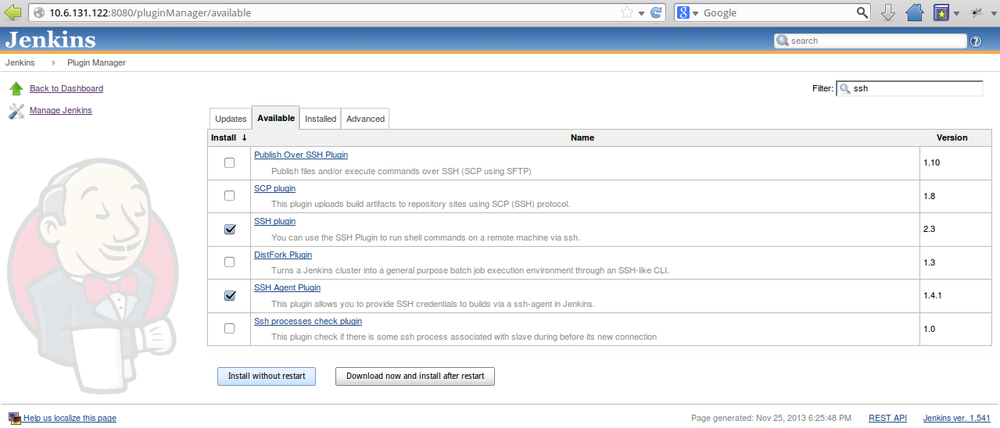 10.6.131.122:8080/pluginManager/available
Google
Jenkins
search
Jenkins
Plugin Manager
Back to Dashboard
Manage Jenkins
Filter: ssh
Updates Available Installed Advanced
Install ↓ Name Version
Publish Over SSH Plugin
Publish files and/or execute commands over SSH (SCP using SFTP)
1.10
SCP plugin
This plugin uploads build artifacts to repository sites using SCP (SSH) protocol.
1.8
SSH plugin
You can use the SSH Plugin to run shell commands on a remote machine via ssh.
2.3
DistFork Plugin
Turns a Jenkins cluster into a general purpose batch job execution environment through an SSH-like CLI.
1.3
SSH Agent Plugin
This plugin allows you to provide SSH credentials to builds via a ssh-agent in Jenkins.
1.4.1
Ssh processes check plugin
This plugin check if there is some ssh process associated with slave during before its new connection
1.0
Install without restart
Download now and install after restart
Help us localize this page
Page generated: Nov 25, 2013 6:25:48 PM
REST API
Jenkins ver. 1.541